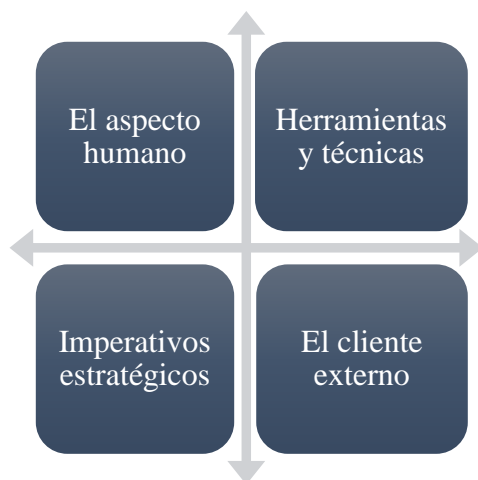 El aspecto
humano
Herramientas
y técnicas
Imperativos
estratégicos
El cliente
externo